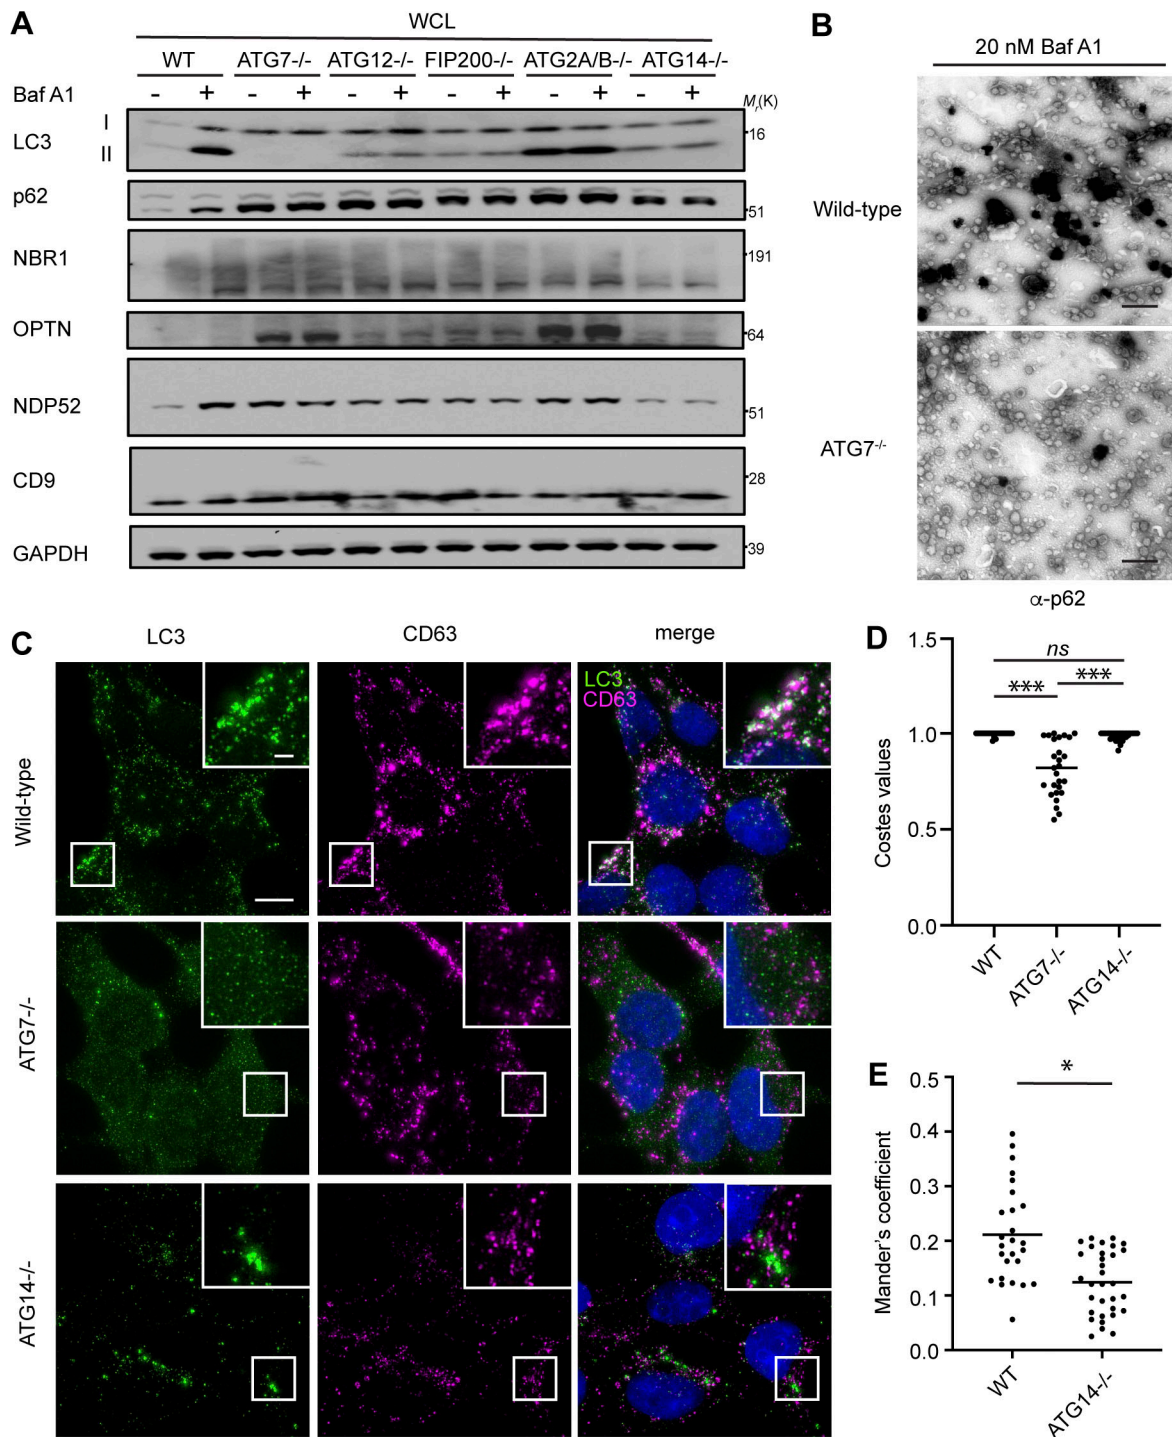 A
WCL
WT ATG7-/- ATG12-/- FIP200-/- ATG2A/B-/- ATG14-/-
Baf A1 - + - + - + - + - + - + Mr(K)
LC3 I II 16
p62 51
NBR1 191
OPTN 64
NDP52 51
CD9 28
GAPDH 39
B
20 nM Baf A1
Wild-type
ATG7-/-
α-p62
C
LC3 CD63 merge
LC3
CD63
Wild-type
ATG7-/-
ATG14-/-
D
1.5
ns
*** ***
1.0
0.5
0.0
Costes values
WT ATG7-/- ATG14-/-
E
0.5
*
0.4
0.3
0.2
0.1
0.0
Mander's coefficient
WT ATG14-/-